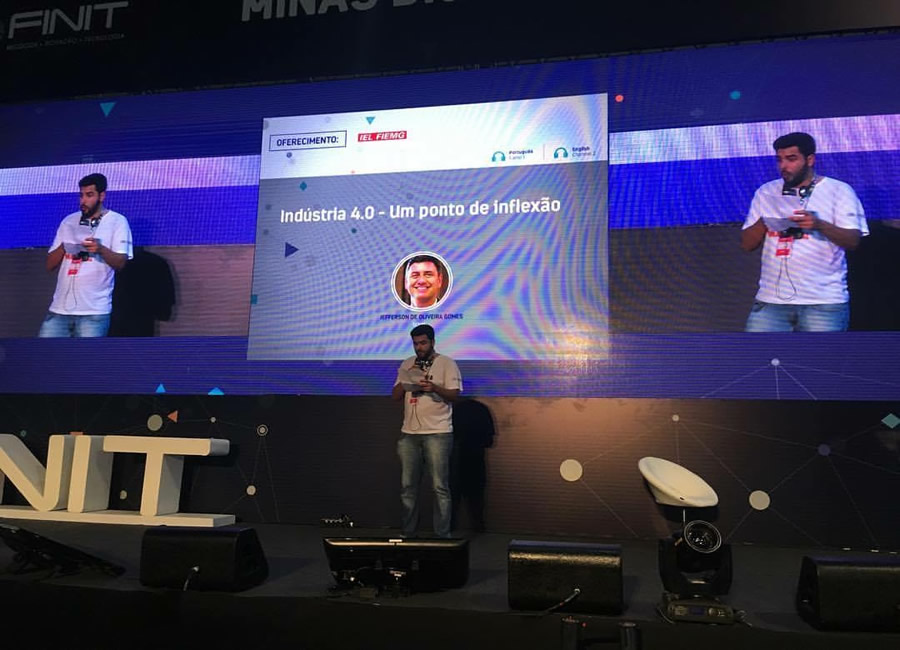 FINIT
MINAS
OFERECIMENTO:
IEL FIEMG
Português
English
Indústria 4.0 - Um ponto de inflexão
JEFFERSON DE OLIVEIRA GOMES
NIT